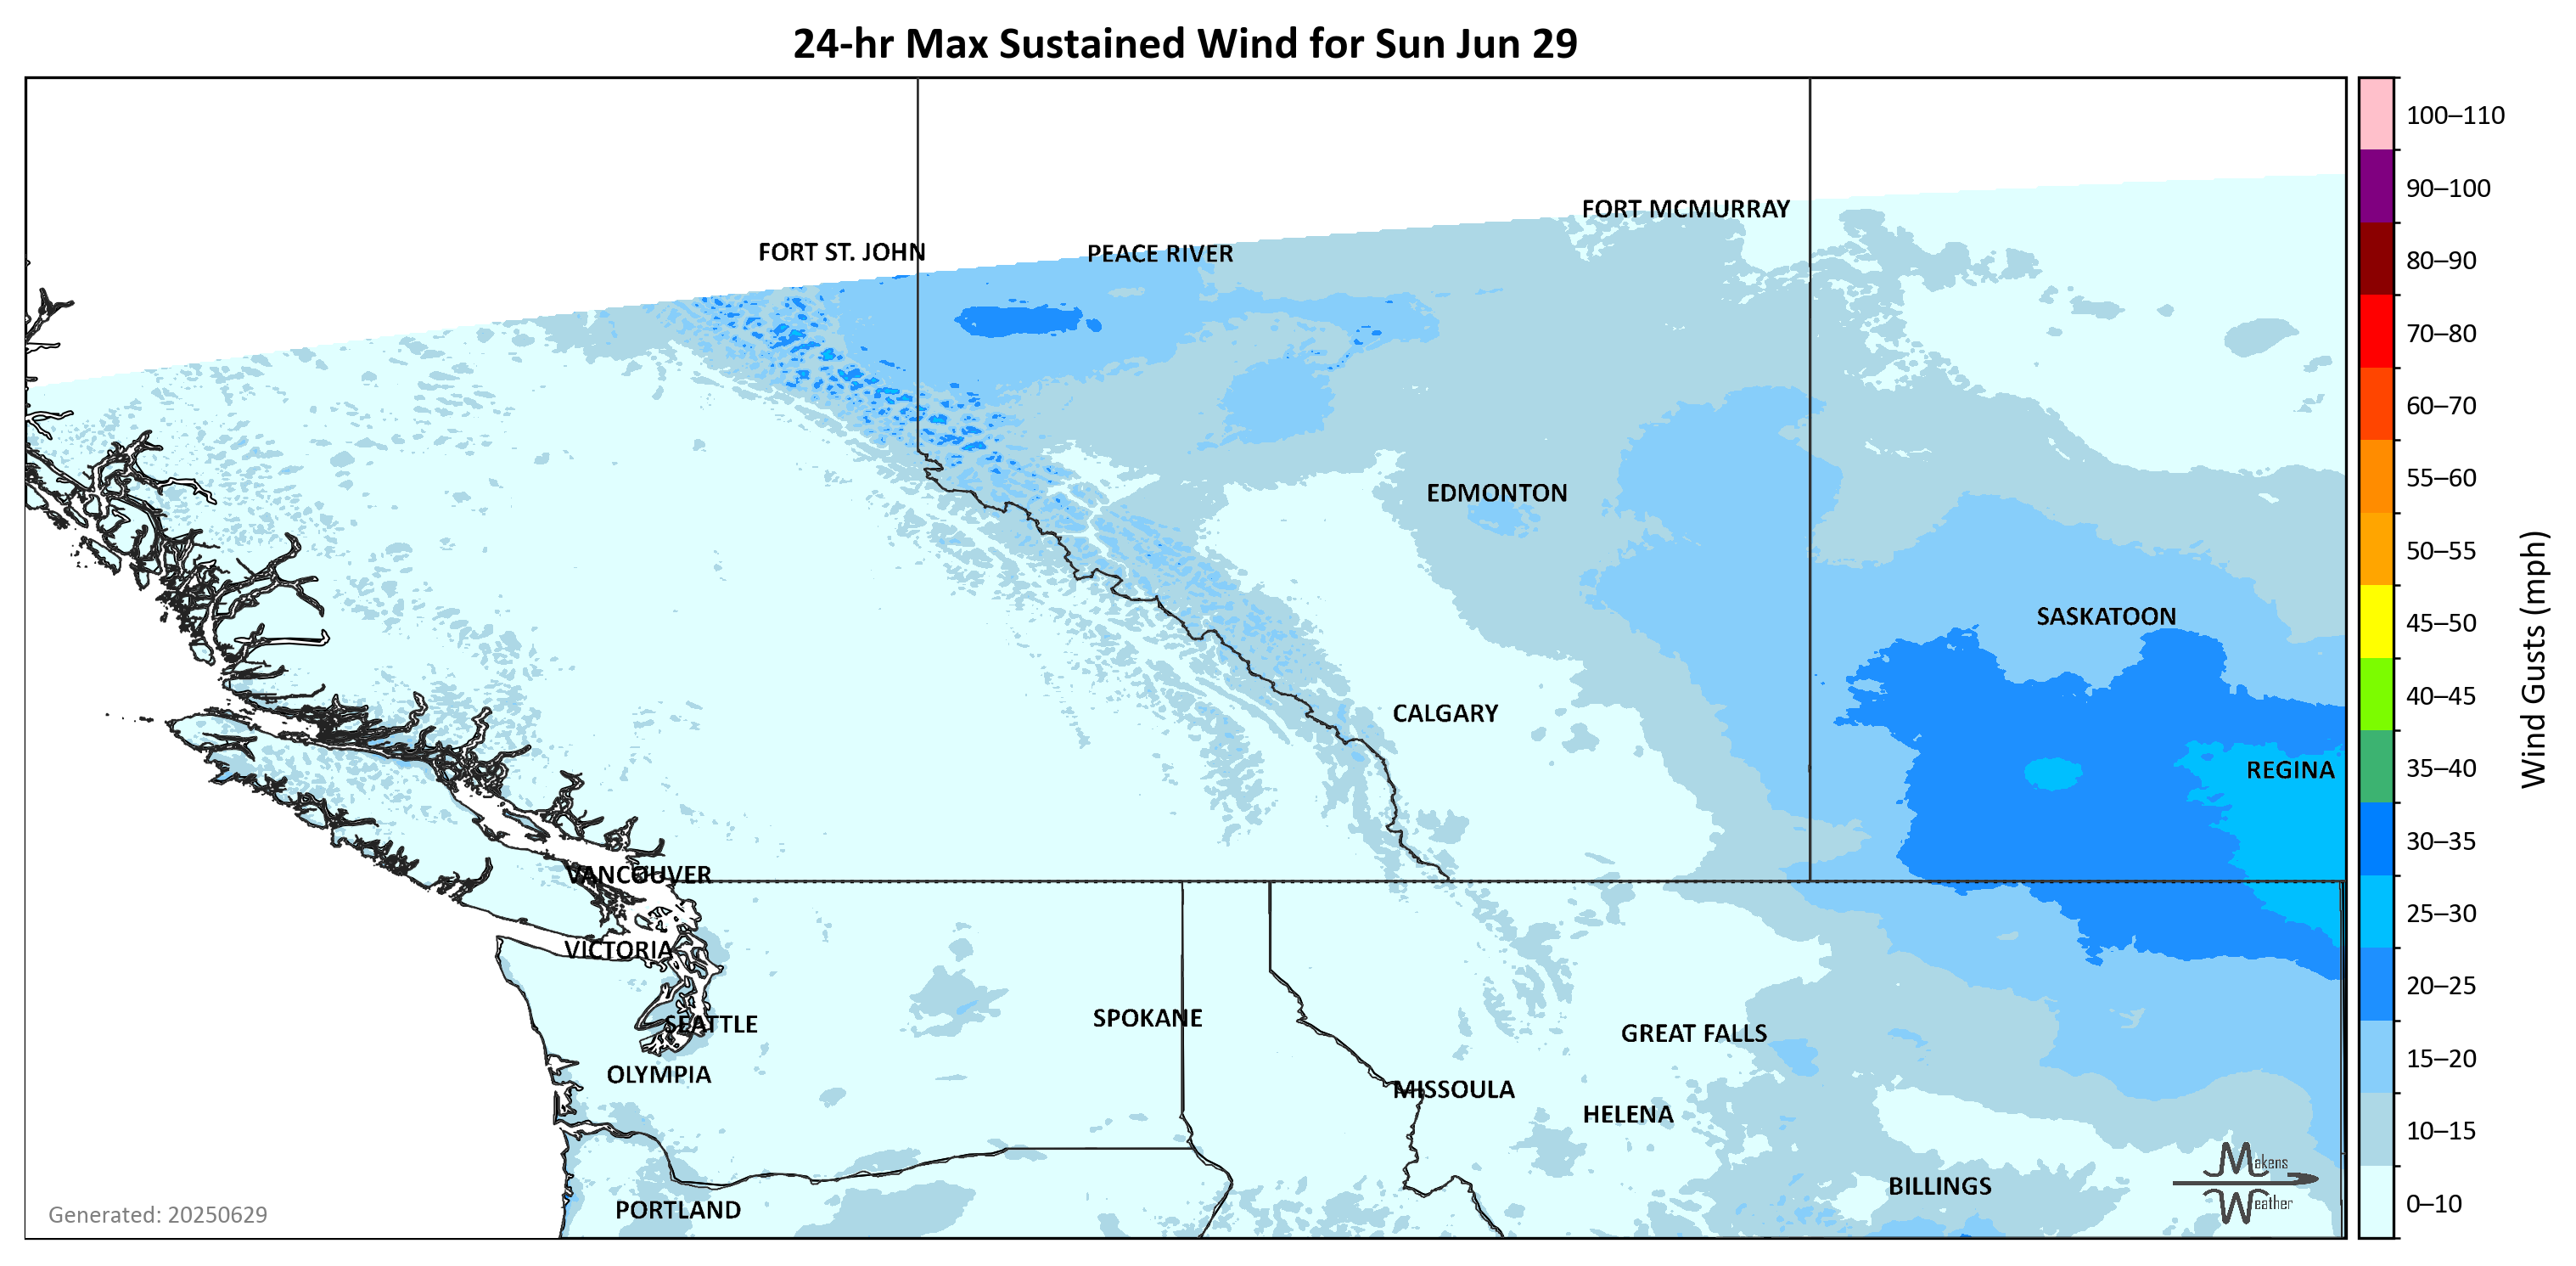 24-hr Max Sustained Wind for Sun Jun 29
FORT MCMURRAY
FORT ST. JOHN
PEACE RIVER
EDMONTON
SASKATOON
CALGARY
REGINA
VANCOUVER
VICTORIA
SEATTLE
SPOKANE
GREAT FALLS
OLYMPIA
MISSOULA
HELENA
BILLINGS
PORTLAND
Makens
Weather
Generated: 20250629
100–110
90–100
80–90
70–80
60–70
55–60
50–55
45–50
40–45
35–40
30–35
25–30
20–25
15–20
10–15
0–10
Wind Gusts (mph)